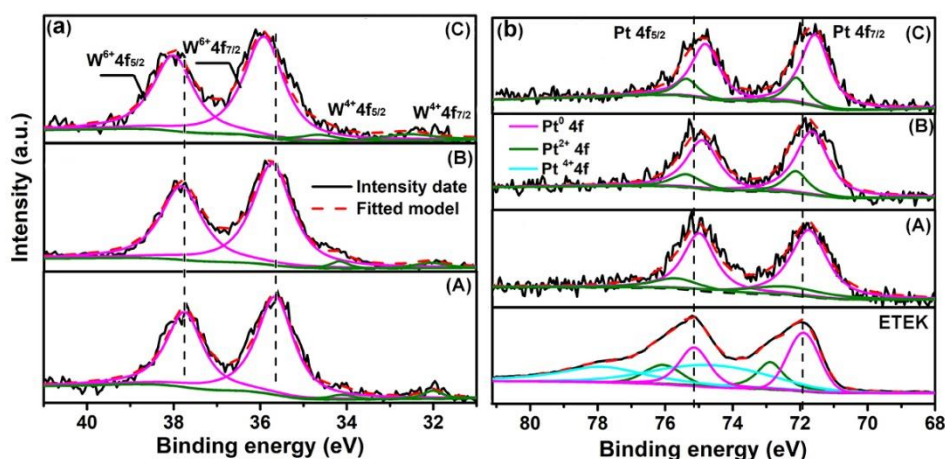 (a)
(C)
W6+4f5/2
W6+4f7/2
W4+4f5/2
W4+4f7/2
(B)
Intensity date
Fitted model
(A)
Intensity (a.u.)
40 38 36 34 32
Binding energy (eV)
(b)
Pt 4f5/2
Pt 4f7/2
(C)
(B)
Pt0 4f
Pt2+ 4f
Pt 4+ 4f
(A)
ETEK
80 78 76 74 72 70 68
Binding energy (eV)